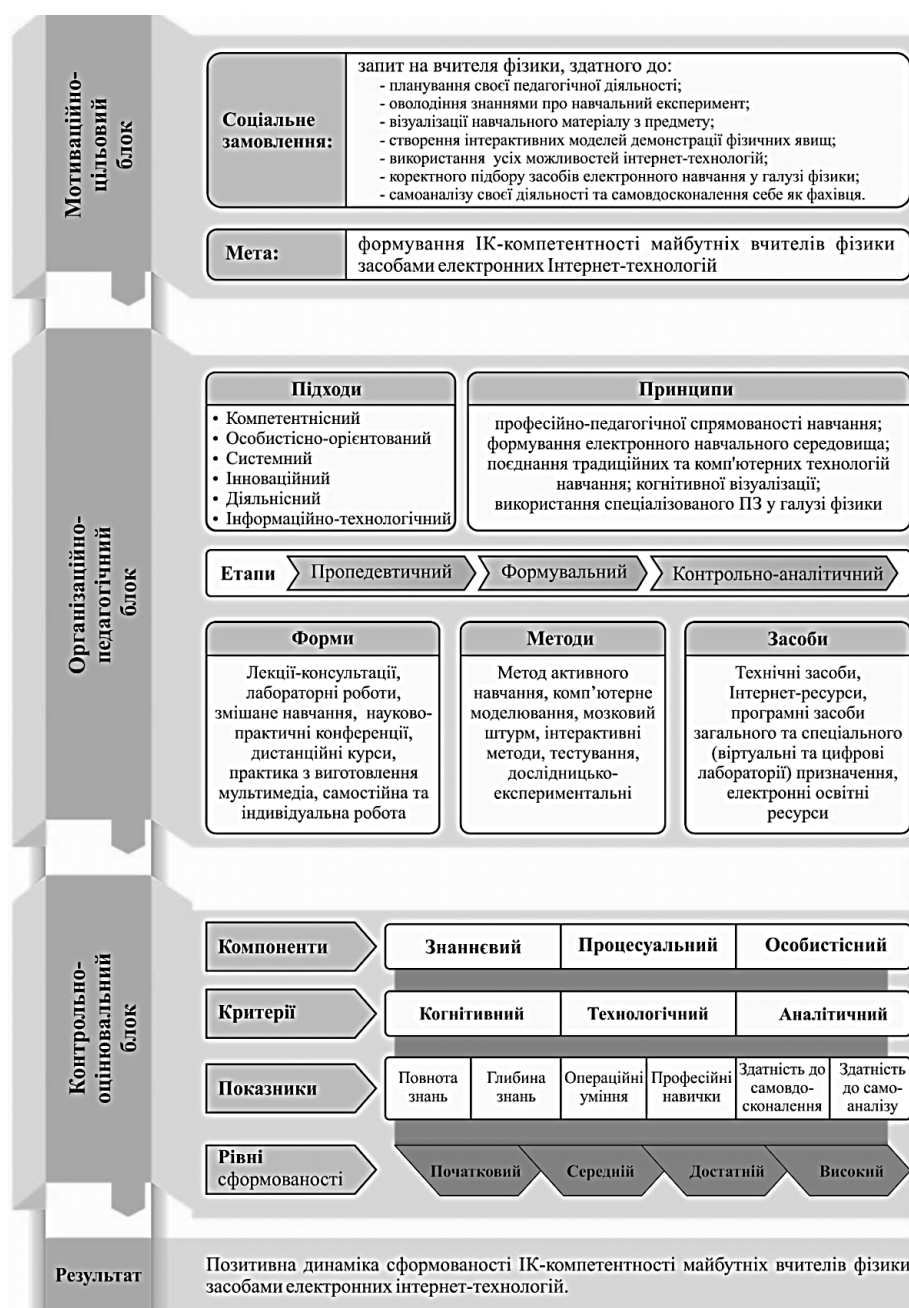 Мотиваційно-
цільовий
блок
Соціальне
замовлення:
запит на вчителя фізики, здатного до:
- планування своєї педагогічної діяльності;
- оволодіння знаннями про навчальний експеримент;
- візуалізації навчального матеріалу з предмету;
- створення інтерактивних моделей демонстрації фізичних явищ;
- використання усіх можливостей інтернет-технологій;
- коректного підбору засобів електронного навчання у галузі фізики;
- самоаналізу своєї діяльності та самовдосконалення себе як фахівця.
Мета:
формування ІК-компетентності майбутніх вчителів фізики
засобами електронних Інтернет-технологій
Організаційно-
педагогічний
блок
Підходи
• Компетентнісний
• Особистісно-орієнтований
• Системний
• Інноваційний
• Діяльнісний
• Інформаційно-технологічний
Принципи
професійно-педагогічної спрямованості навчання;
формування електронного навчального середовища;
поєднання традиційних та комп'ютерних технологій
навчання; когнітивної візуалізації;
використання спеціалізованого ПЗ у галузі фізики
Етапи Пропедевтичний Формувальний Контрольно-аналітичний
Форми
Лекції-консультації,
лабораторні роботи,
змішане навчання, науково-
практичні конференції,
дистанційні курси,
практика з виготовлення
мультимедіа, самостійна та
індивідуальна робота
Методи
Метод активного
навчання, комп’ютерне
моделювання, мозковий
штурм, інтерактивні
методи, тестування,
дослідницько-
експериментальні
Засоби
Технічні засоби,
Інтернет-ресурси,
програмні засоби
загального та спеціального
(віртуальні та цифрові
лабораторії) призначення,
електронні освітні
ресурси
Контрольно-
оцінювальний
блок
Компоненти Знаннєвий Процесуальний Особистісний
Критерії Когнітивний Технологічний Аналітичний
Показники
Повнота
знань
Глибина
знань
Операційні
уміння
Професійні
навички
Здатність до
самовдо-
сконалення
Здатність
до само-
аналізу
Рівні
сформованості
Початковий Середній Достатній Високий
Результат
Позитивна динаміка сформованості ІК-компетентності майбутніх вчителів фізики
засобами електронних інтернет-технологій.